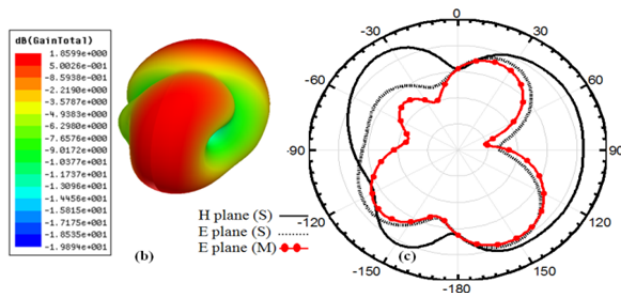 dB(GainTotal)
1.8599e+000
5.0026e-001
-8.5938e-001
-2.2190e+000
-3.5787e+000
-4.9383e+000
-6.2980e+000
-7.6576e+000
-9.0172e+000
-1.0377e+001
-1.1737e+001
-1.3096e+001
-1.4456e+001
-1.5815e+001
-1.7175e+001
-1.8535e+001
-1.9894e+001
(b)
H plane (S)
E plane (S)
E plane (M)
0
30
60
90
120
150
-180
-150
-120
-90
-60
-30
(c)